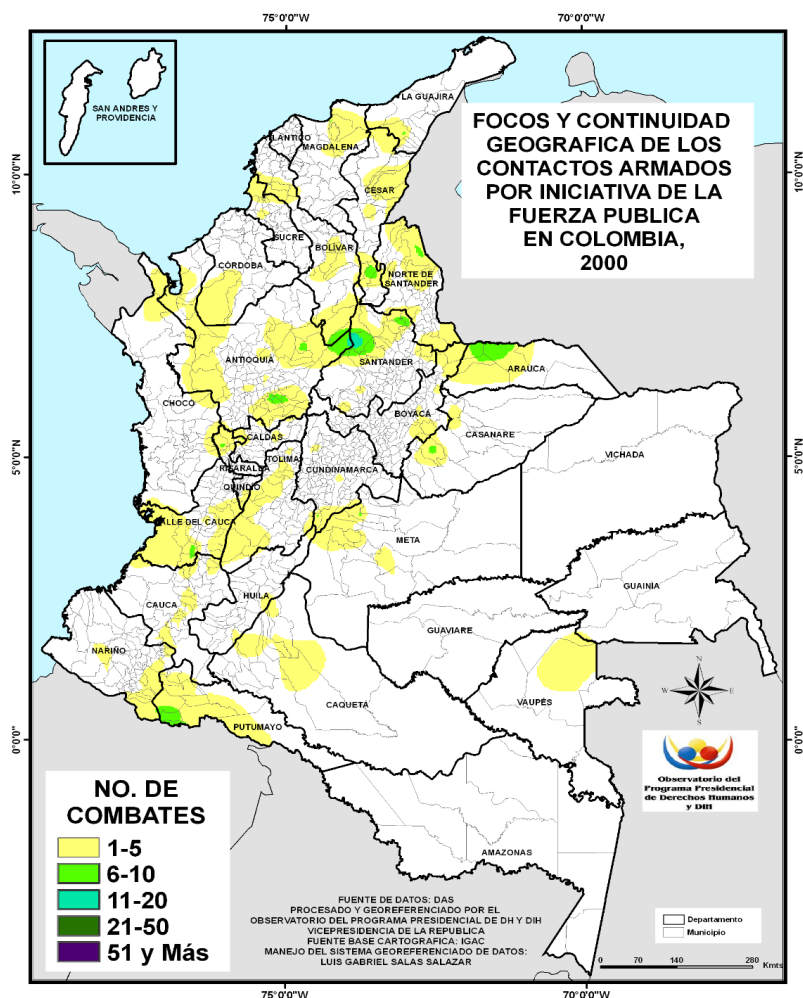 75°0'0"W
70°0'0"W
SAN ANDRES Y
PROVIDENCIA
FOCOS Y CONTINUIDAD
GEOGRAFICA DE LOS
CONTACTOS ARMADOS
POR INICIATIVA DE LA
FUERZA PUBLICA
EN COLOMBIA,
2000
10°0'0"N
10°0'0"N
LA GUAJIRA
ATLANTICO
MAGDALENA
CESAR
SUCRE
BOLÍVAR
CÓRDOBA
NORTE DE
SANTANDER
ANTIOQUIA
SANTANDER
ARAUCA
CHOCO
BOYACA
CASANARE
CALDAS
VICHADA
5°0'0"N
5°0'0"N
TOLIMA
RISARALDA
CUNDINAMARCA
QUINDIO
VALLE DEL CAUCA
META
GUAINÍA
HUILA
CAUCA
GUAVIARE
NARIÑO
VAUPÉS
CAQUETA
PUTUMAYO
N
W
E
S
0°0'0"
0°0'0"
Observatorio del
Programa Presidencial
de Derechos Humanos
y DIH
NO. DE
COMBATES
1-5
6-10
11-20
21-50
51 y Más
AMAZONAS
FUENTE DE DATOS: DAS
PROCESADO Y GEOREFERENCIADO POR EL
OBSERVATORIO DEL PROGRAMA PRESIDENCIAL DE DH Y DIH
VICEPRESIDENCIA DE LA REPUBLICA
FUENTE BASE CARTOGRAFICA: IGAC
MANEJO DEL SISTEMA GEOREFERENCIADO DE DATOS:
LUIS GABRIEL SALAS SALAZAR
Departamento
Municipio
0 70 140 280
Kmts
75°0'0"W
70°0'0"W